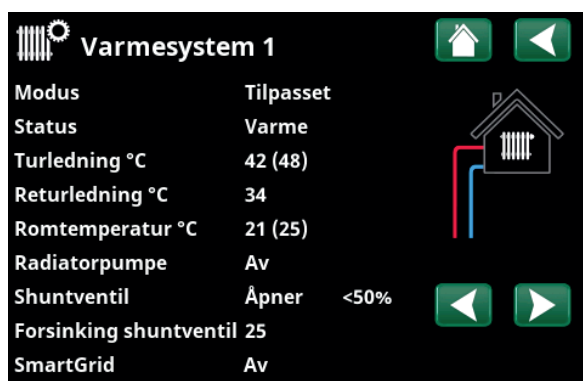 Varmesystem 1
Modus Tilpasset
Status Varme
Turledning °C 42 (48)
Returledning °C 34
Romtemperatur °C 21 (25)
Radiatorpumpe Av
Shuntventil Åpner <50%
Forsinking shuntventil 25
SmartGrid Av